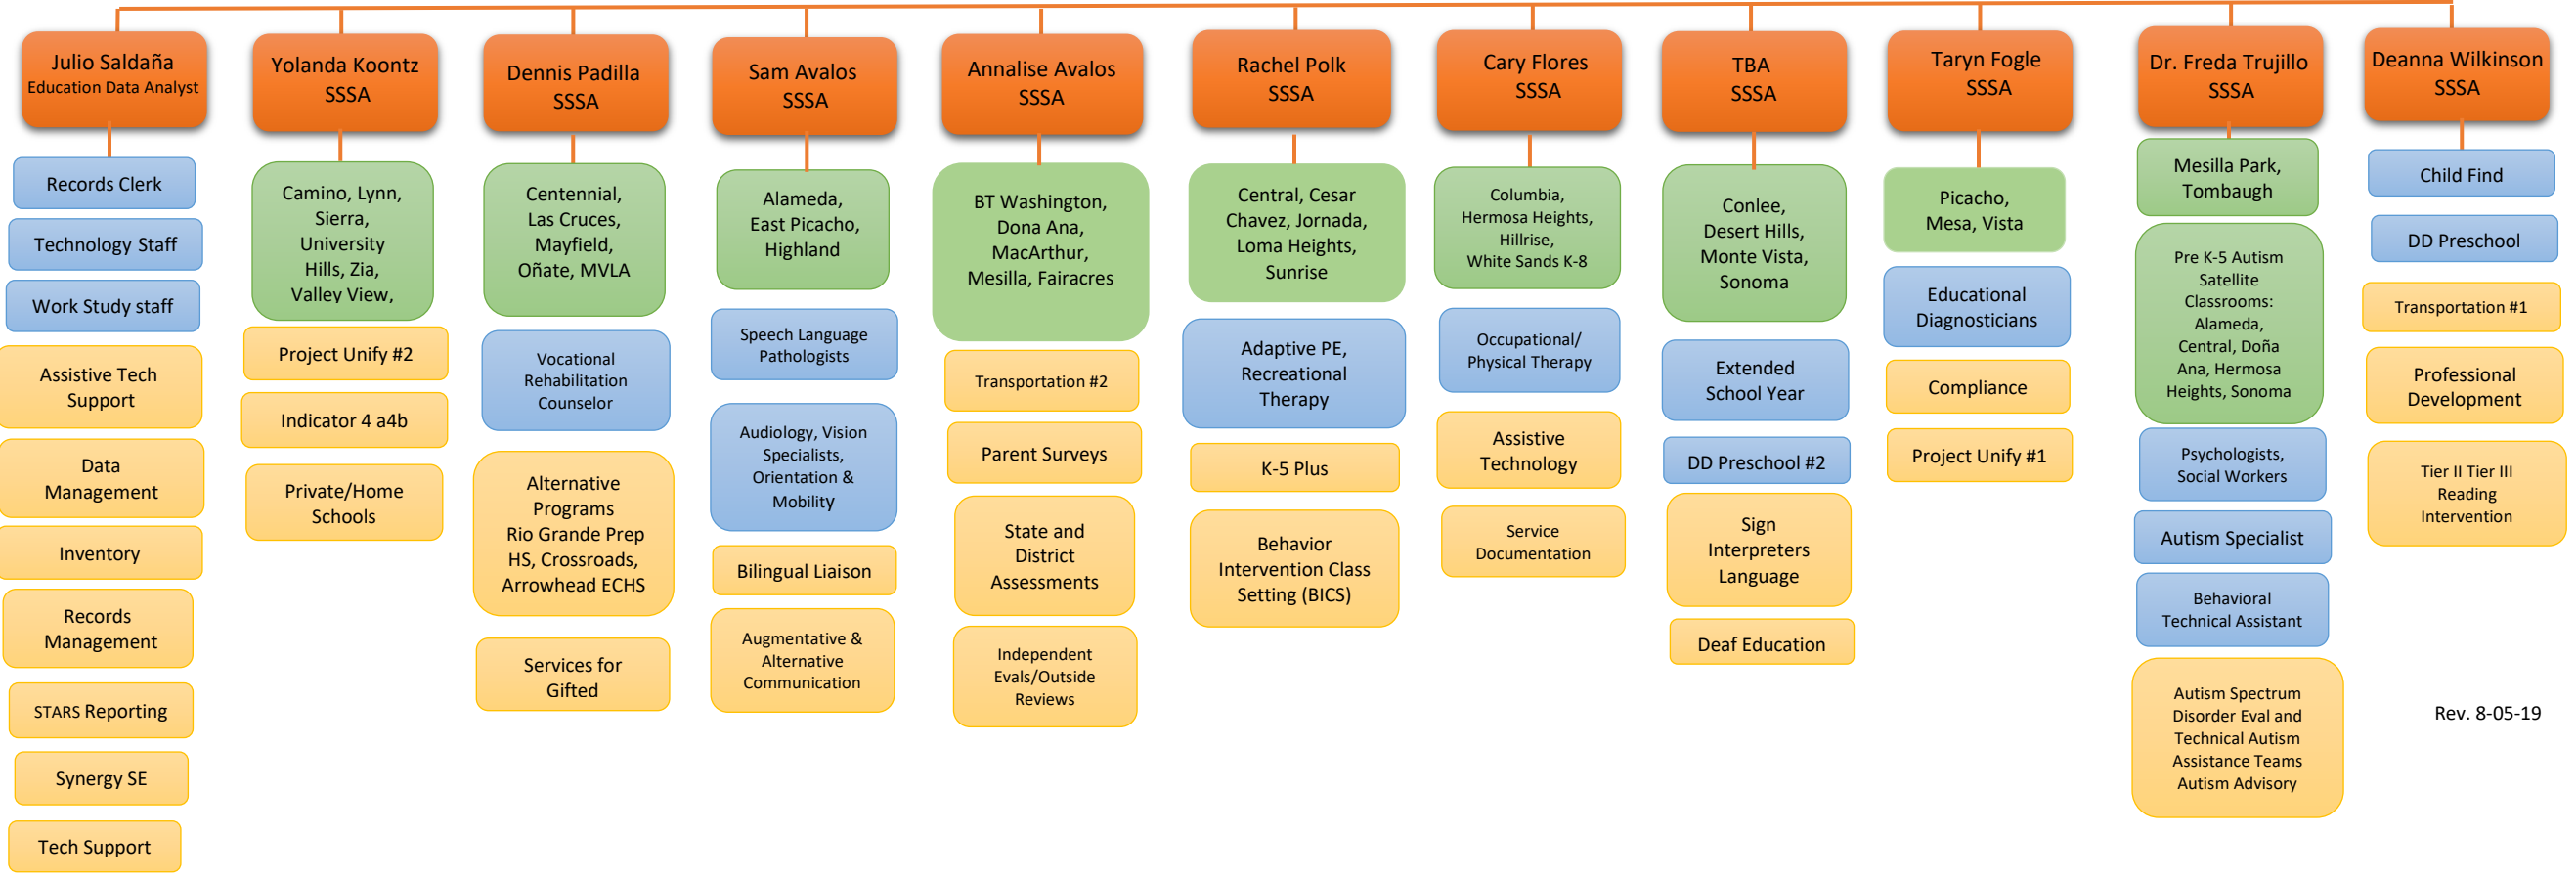 Julio Saldaña
Education Data Analyst
Records Clerk
Technology Staff
Work Study staff
Assistive Tech
Support
Data
Management
Inventory
Records
Management
STARS Reporting
Synergy SE
Tech Support
Yolanda Koontz
SSSA
Camino, Lynn,
Sierra,
University
Hills, Zia,
Valley View,
Project Unify #2
Indicator 4 a4b
Private/Home
Schools
Dennis Padilla
SSSA
Centennial,
Las Cruces,
Mayfield,
Oñate, MVLA
Vocational
Rehabilitation
Counselor
Alternative
Programs
Rio Grande Prep
HS, Crossroads,
Arrowhead ECHS
Services for
Gifted
Sam Avalos
SSSA
Alameda,
East Picacho,
Highland
Speech Language
Pathologists
Audiology, Vision
Specialists,
Orientation &
Mobility
Bilingual Liaison
Augmentative &
Alternative
Communication
Annalise Avalos
SSSA
BT Washington,
Dona Ana,
MacArthur,
Mesilla, Fairacres
Transportation #2
Parent Surveys
State and
District
Assessments
Independent
Evals/Outside
Reviews
Rachel Polk
SSSA
Central, Cesar
Chavez, Jornada,
Loma Heights,
Sunrise
Adaptive PE,
Recreational
Therapy
K-5 Plus
Behavior
Intervention Class
Setting (BICS)
Cary Flores
SSSA
Columbia,
Hermosa Heights,
Hillrise,
White Sands K-8
Occupational/
Physical Therapy
Assistive
Technology
Service
Documentation
TBA
SSSA
Conlee,
Desert Hills,
Monte Vista,
Sonoma
Extended
School Year
DD Preschool #2
Sign
Interpreters
Language
Deaf Education
Taryn Fogle
SSSA
Picacho,
Mesa, Vista
Educational
Diagnosticians
Compliance
Project Unify #1
Dr. Freda Trujillo
SSSA
Mesilla Park,
Tombaugh
Pre K-5 Autism
Satellite
Classrooms:
Alameda,
Central, Doña
Ana, Hermosa
Heights, Sonoma
Psychologists,
Social Workers
Autism Specialist
Behavioral
Technical Assistant
Autism Spectrum
Disorder Eval and
Technical Autism
Assistance Teams
Autism Advisory
Deanna Wilkinson
SSSA
Child Find
DD Preschool
Transportation #1
Professional
Development
Tier II Tier III
Reading
Intervention
Rev. 8-05-19